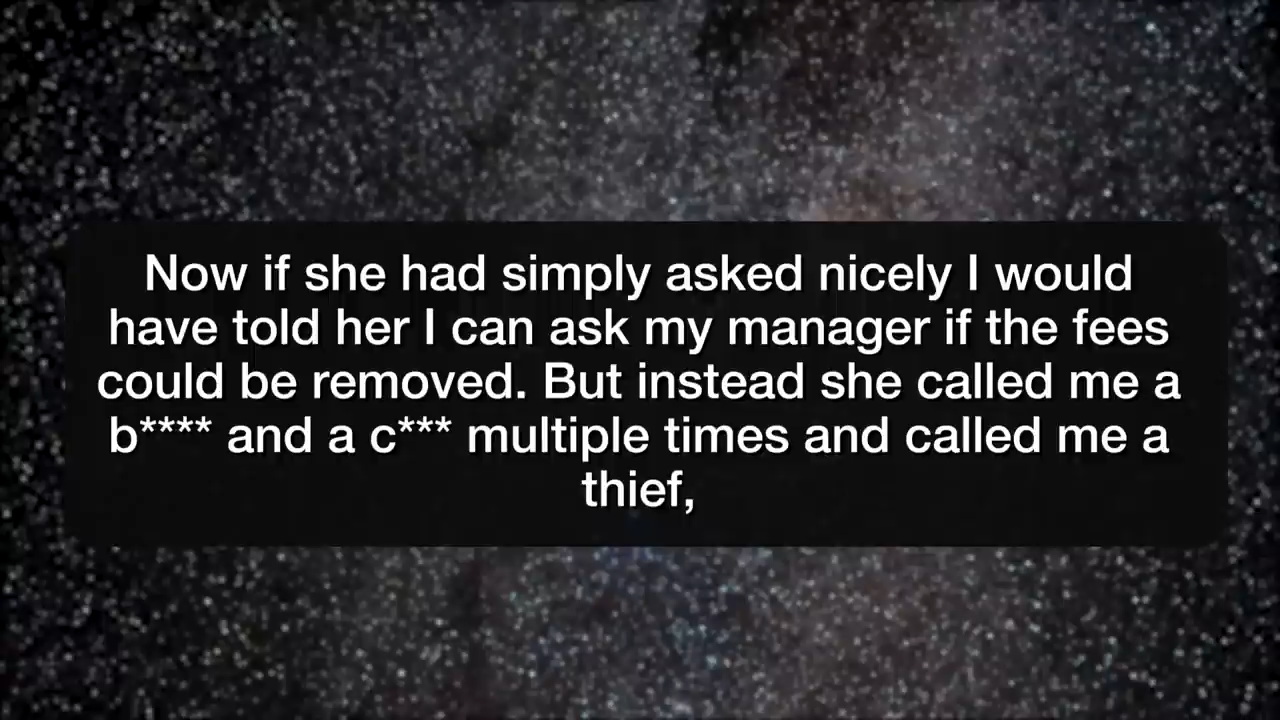 Now if she had simply asked nicely I would
have told her I can ask my manager if the fees
could be removed. But instead she called me a
b**** and a c*** multiple times and called me a
thief,